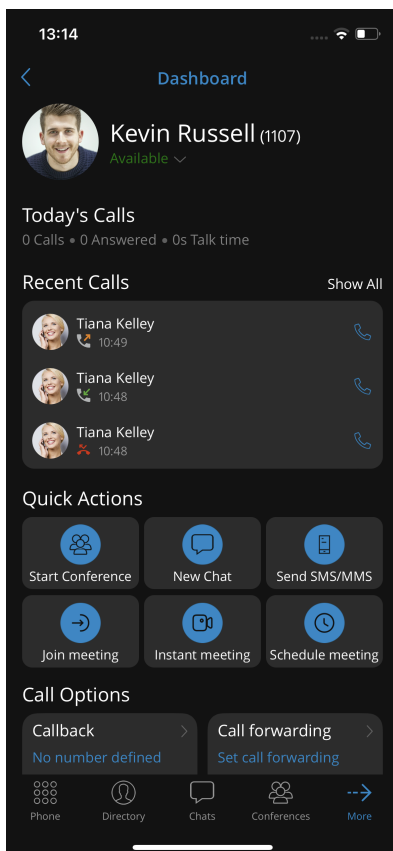 13:14
Dashboard
Kevin Russell (1107)
Available
Today's Calls
0 Calls • 0 Answered • 0s Talk time
Recent Calls Show All
Tiana Kelley
10:49
Tiana Kelley
10:48
Tiana Kelley
10:48
Quick Actions
Start Conference New Chat Send SMS/MMS
Join meeting Instant meeting Schedule meeting
Call Options
Callback Call forwarding
No number defined Set call forwarding
Phone Directory Chats Conferences More